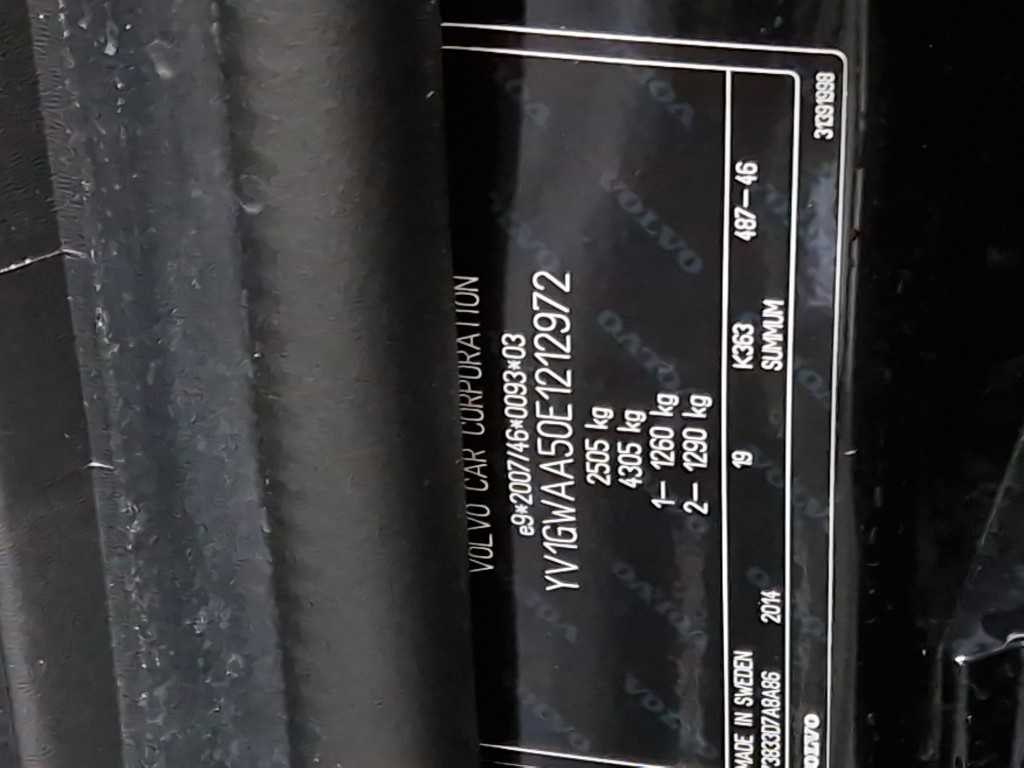 VOLVO CAR CORPORATION
e9*2007/46*0093*03
YV1GWAA50E1212972
2505 kg
4305 kg
1– 1260 kg
2– 1290 kg
MADE IN SWEDEN 19 K363 487–46
2014 SUMMUM
VOLVO 31391998